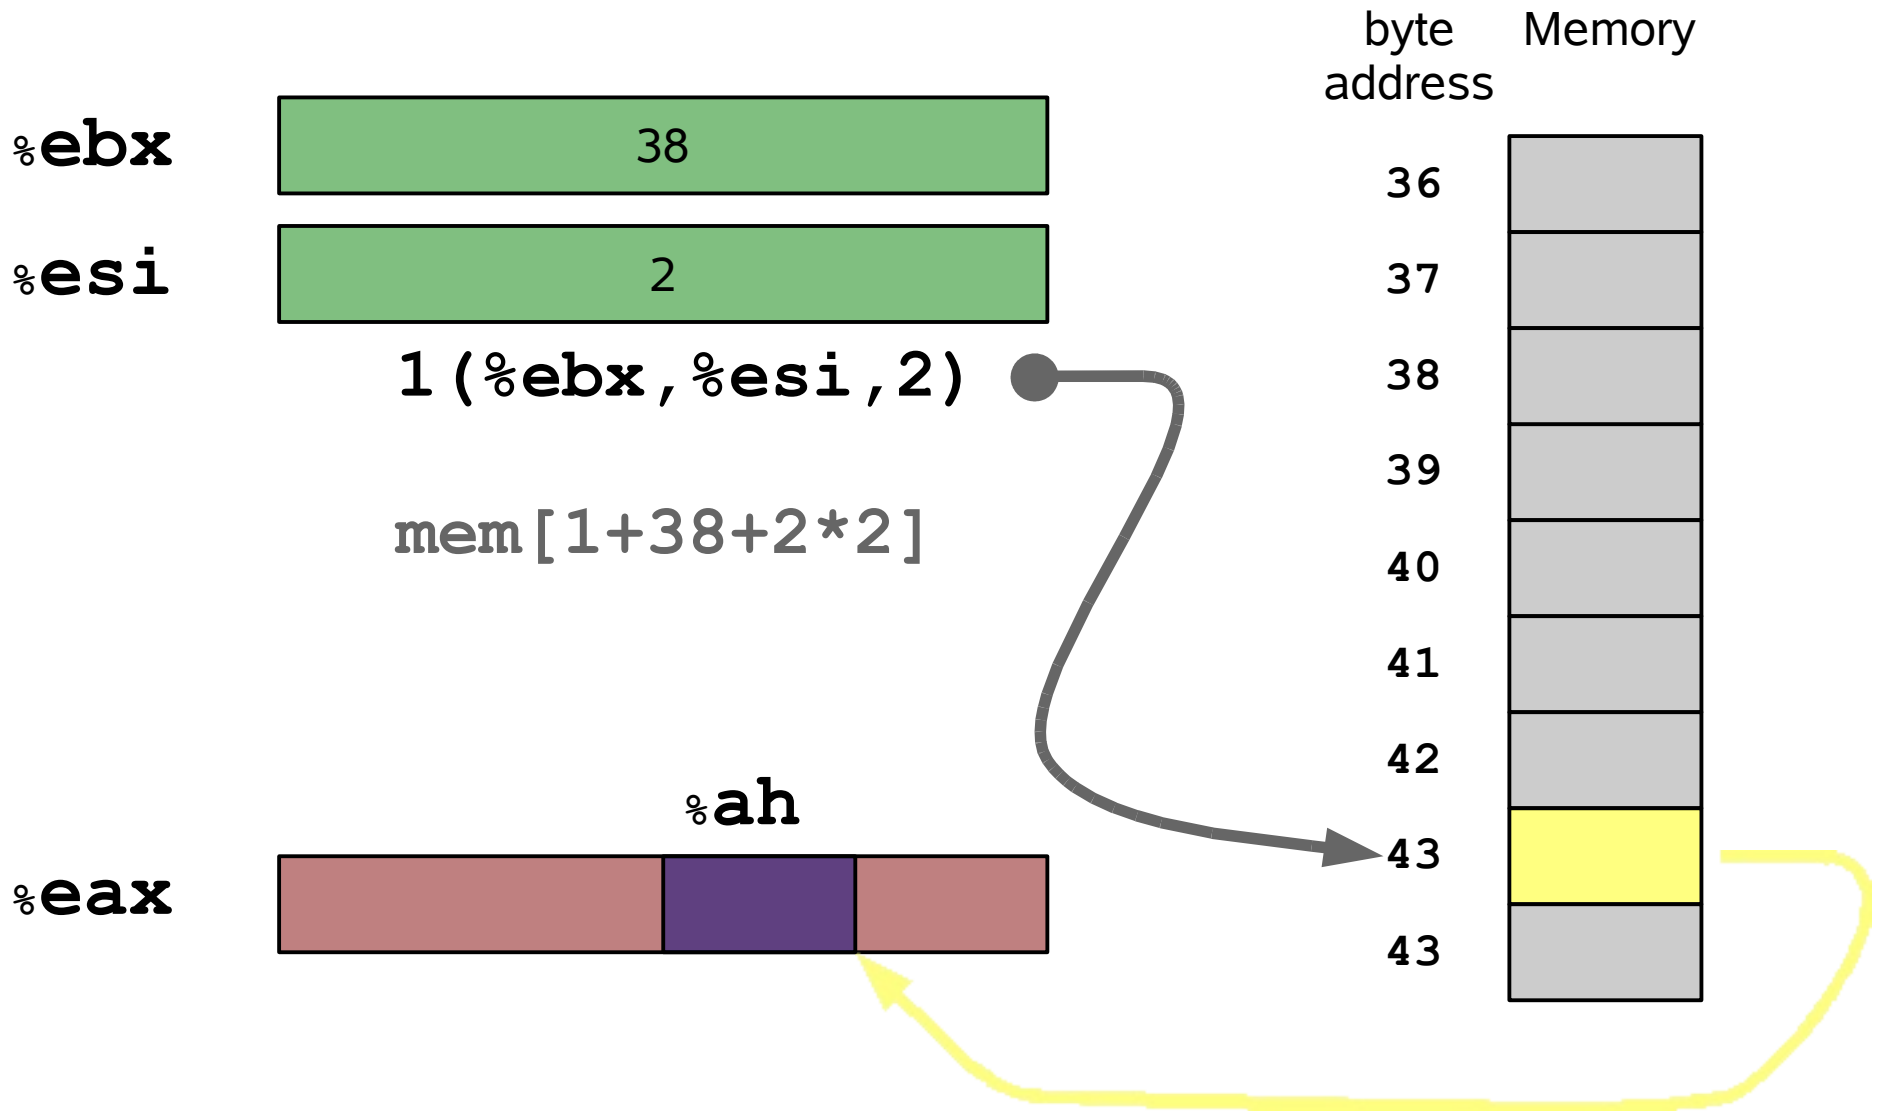 byte address
Memory
%ebx
38
%esi
2
1(%ebx,%esi,2)
mem[1+38+2*2]
%ah
%eax
36
37
38
39
40
41
42
43
43